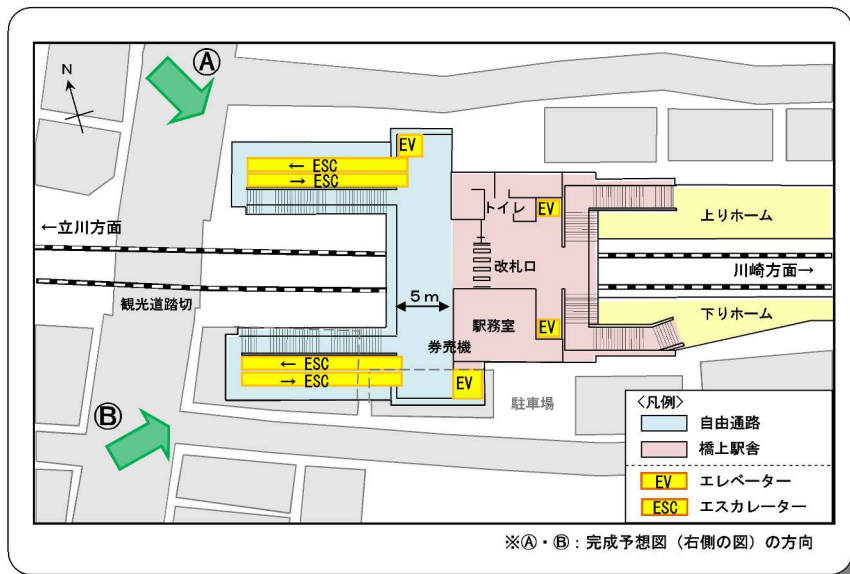 Ⓐ
N
EV
← ESC
→ ESC
トイレ
EV
上りホーム
←立川方面
改札口
川崎方面→
5m
観光道踏切
下りホーム
駅務室
EV
券売機
← ESC
→ ESC
EV
駐車場
Ⓑ
<凡例>
自由通路
橋上駅舎
EV エレベーター
ESC エスカレーター
※Ⓐ・Ⓑ:完成予想図(右側の図)の方向